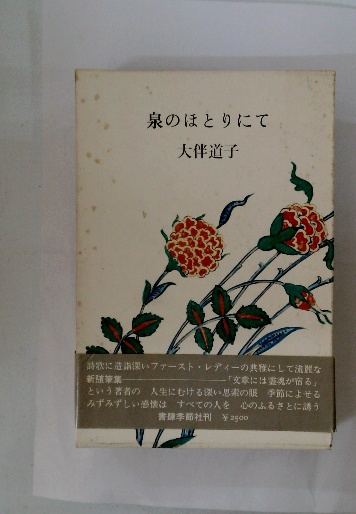 泉のほとりにて
大伴道子
詩歌に造詣深いファースト・レディーの典雅にして流麗な
新随筆集————「文章には霊魂が宿る」
という著者の 人生にむける深い思索の眼 季節によせる
みずみずしい感懐は すべての人を 心のふるさとに誘う
書肆季節社刊 ¥2500